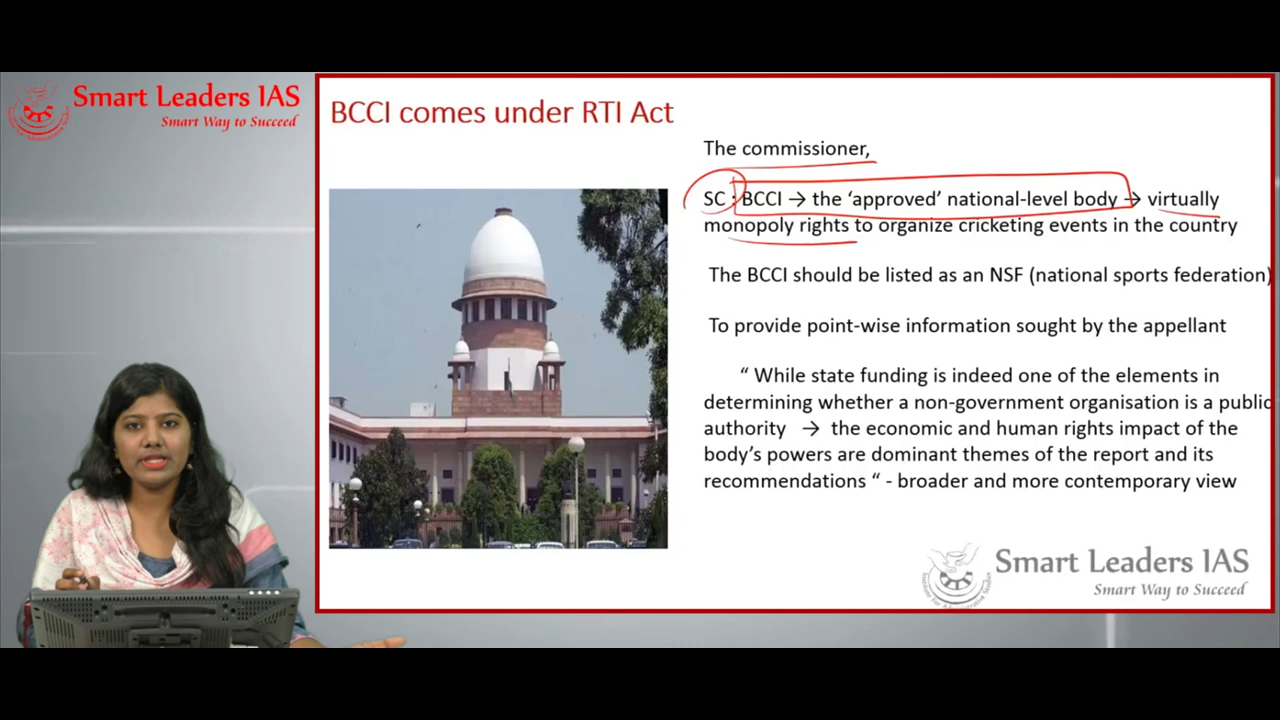 Smart Leaders IAS
Smart Way to Succeed
BCCI comes under RTI Act
The commissioner,
SC : BCCI → the ‘approved’ national-level body → virtually
monopoly rights to organize cricketing events in the country
The BCCI should be listed as an NSF (national sports federation)
To provide point-wise information sought by the appellant
“ While state funding is indeed one of the elements in
determining whether a non-government organisation is a public
authority → the economic and human rights impact of the
body’s powers are dominant themes of the report and its
recommendations “ - broader and more contemporary view
Smart Leaders IAS
Smart Way to Succeed